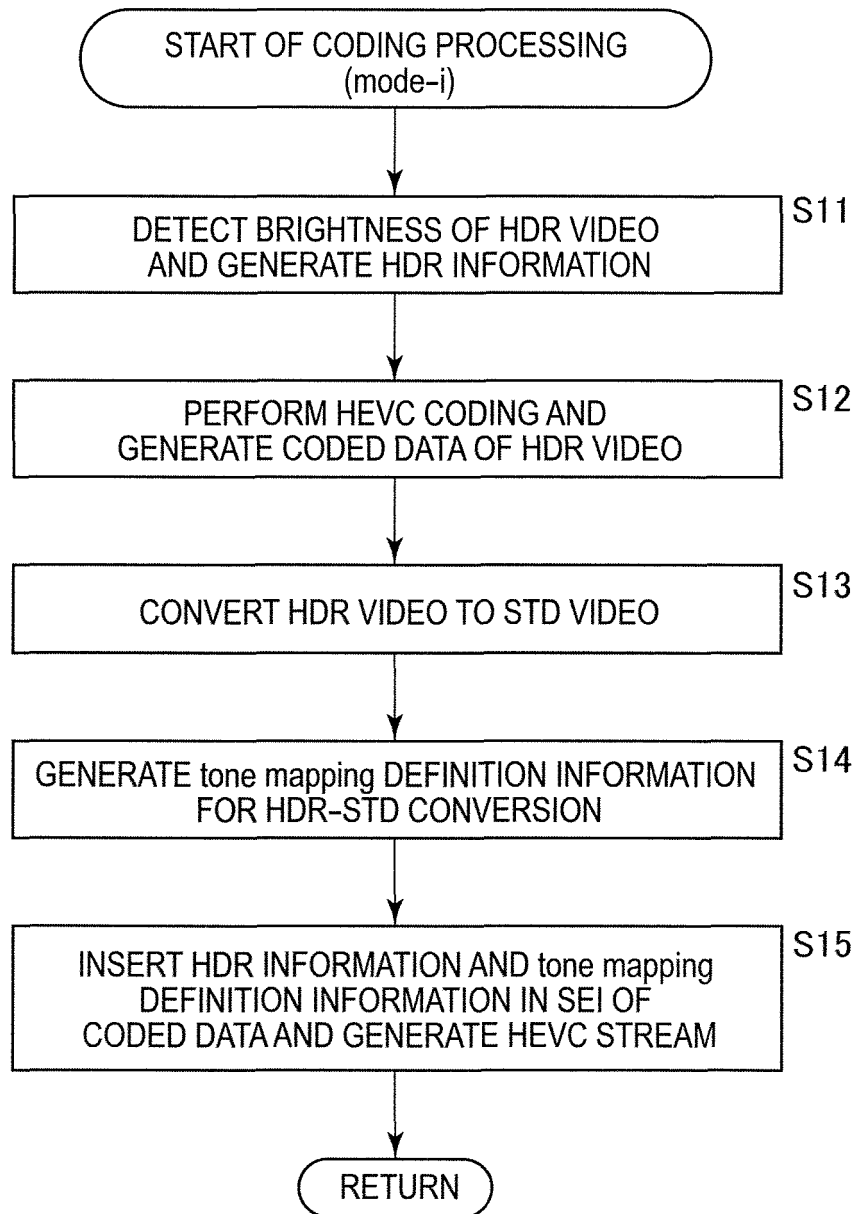 START OF CODING PROCESSING
(mode-i)
S11
DETECT BRIGHTNESS OF HDR VIDEO
AND GENERATE HDR INFORMATION
S12
PERFORM HEVC CODING AND
GENERATE CODED DATA OF HDR VIDEO
S13
CONVERT HDR VIDEO TO STD VIDEO
S14
GENERATE tone mapping DEFINITION INFORMATION
FOR HDR-STD CONVERSION
S15
INSERT HDR INFORMATION AND tone mapping
DEFINITION INFORMATION IN SEI OF
CODED DATA AND GENERATE HEVC STREAM
RETURN